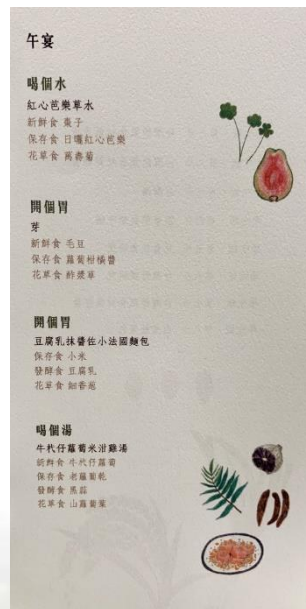 午宴
喝個水
紅心芭樂草水
新鮮食 棗子
保存食 日曬紅心芭樂
花草食 萬壽菊
開個胃
芽
新鮮食 毛豆
保存食 蘿蔔柑橘醬
花草食 酢漿草
開個胃
豆腐乳抹醬佐小法國麵包
保存食 小米
發酵食 豆腐乳
花草食 細香蔥
喝個湯
牛杙仔蘿蔔米泔雞湯
新鮮食 牛杙仔蘿蔔
保存食 老蘿蔔乾
發酵食 黑蒜
花草食 山蘿蔔葉